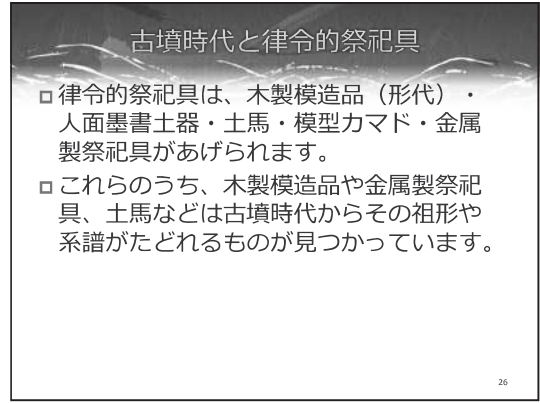 古墳時代と律令的祭祀具
律令的祭祀具は、木製模造品（形代）・
人面墨書土器・土馬・模型カマド・金属
製祭祀具があげられます。
これらのうち、木製模造品や金属製祭祀
具、土馬などは古墳時代からその祖形や
系譜がたどれるものが見つかっています。
26